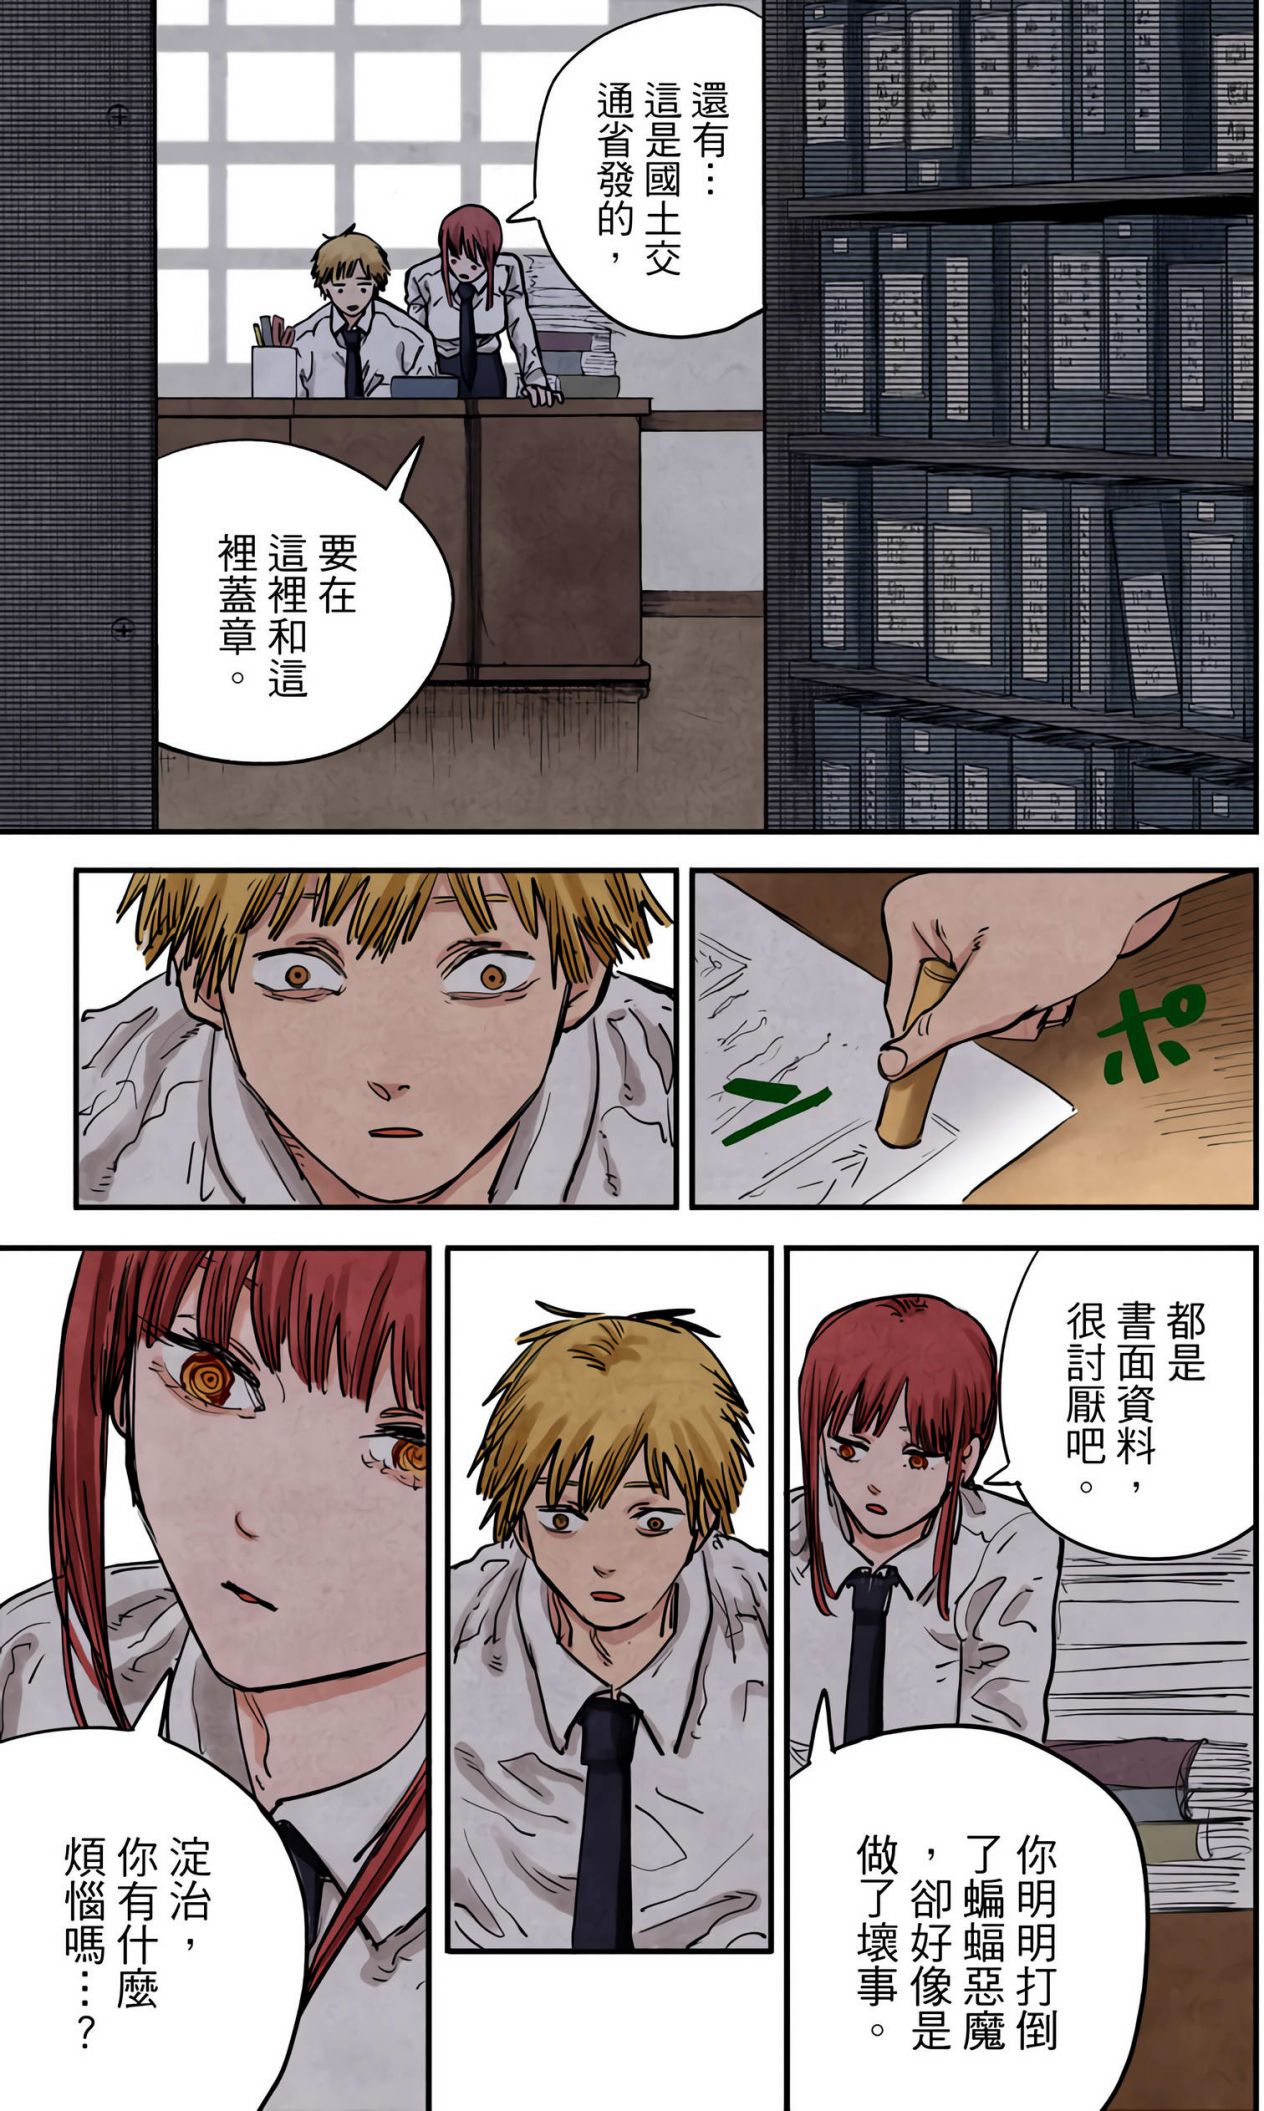 還有⋯
這是國土交
通省發的，
要在
這裡和這
裡蓋章。
ポ
ン
都是
書面資料，
很討厭吧。
你明明打倒
了蝙蝠惡魔
，卻好像是
做了壞事。
淀治，
你有什麼
煩惱嗎⋯？